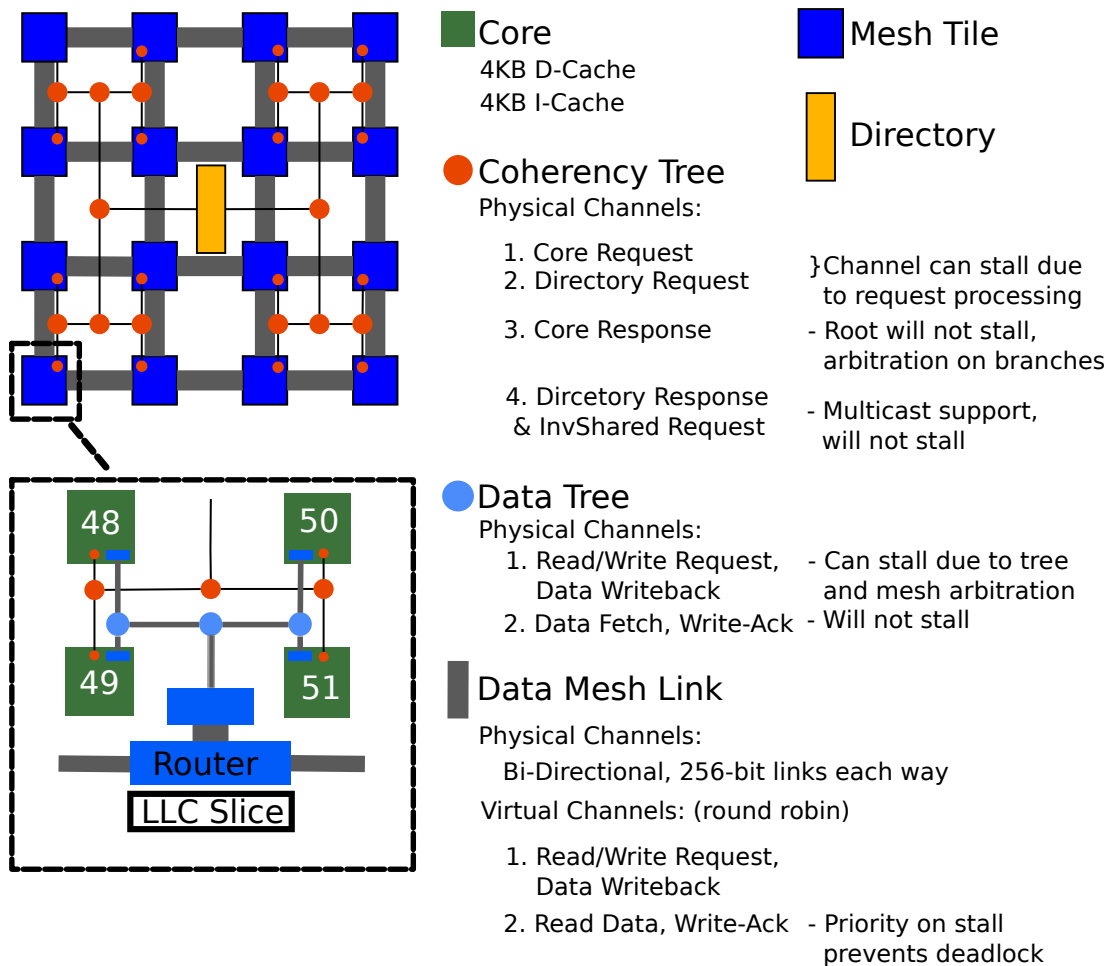 Core
4KB D-Cache
4KB I-Cache
Mesh Tile
Directory
Coherency Tree
Physical Channels:
1. Core Request
2. Directory Request
}Channel can stall due
to request processing
3. Core Response
- Root will not stall,
arbitration on branches
4. Dircetory Response
& InvShared Request
- Multicast support,
will not stall
48
50
49
51
Router
LLC Slice
Data Tree
Physical Channels:
1. Read/Write Request,
Data Writeback
- Can stall due to tree
and mesh arbitration
2. Data Fetch, Write-Ack
- Will not stall
Data Mesh Link
Physical Channels:
Bi-Directional, 256-bit links each way
Virtual Channels: (round robin)
1. Read/Write Request,
Data Writeback
2. Read Data, Write-Ack
- Priority on stall
prevents deadlock